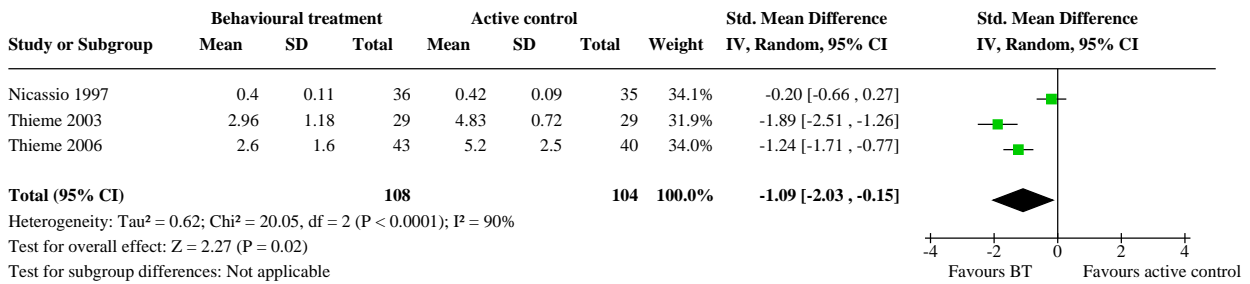 Behavioural treatment Active control Std. Mean Difference Std. Mean Difference
Study or Subgroup Mean SD Total Mean SD Total Weight IV, Random, 95% CI IV, Random, 95% CI
Nicassio 1997 0.4 0.11 36 0.42 0.09 35 34.1% -0.20 [-0.66 , 0.27]
Thieme 2003 2.96 1.18 29 4.83 0.72 29 31.9% -1.89 [-2.51 , -1.26]
Thieme 2006 2.6 1.6 43 5.2 2.5 40 34.0% -1.24 [-1.71 , -0.77]
Total (95% CI) 108 104 100.0% -1.09 [-2.03 , -0.15]
Heterogeneity: Tau² = 0.62; Chi² = 20.05, df = 2 (P < 0.0001); I² = 90%
Test for overall effect: Z = 2.27 (P = 0.02)
Test for subgroup differences: Not applicable
-4 -2 0 2 4
Favours BT Favours active control